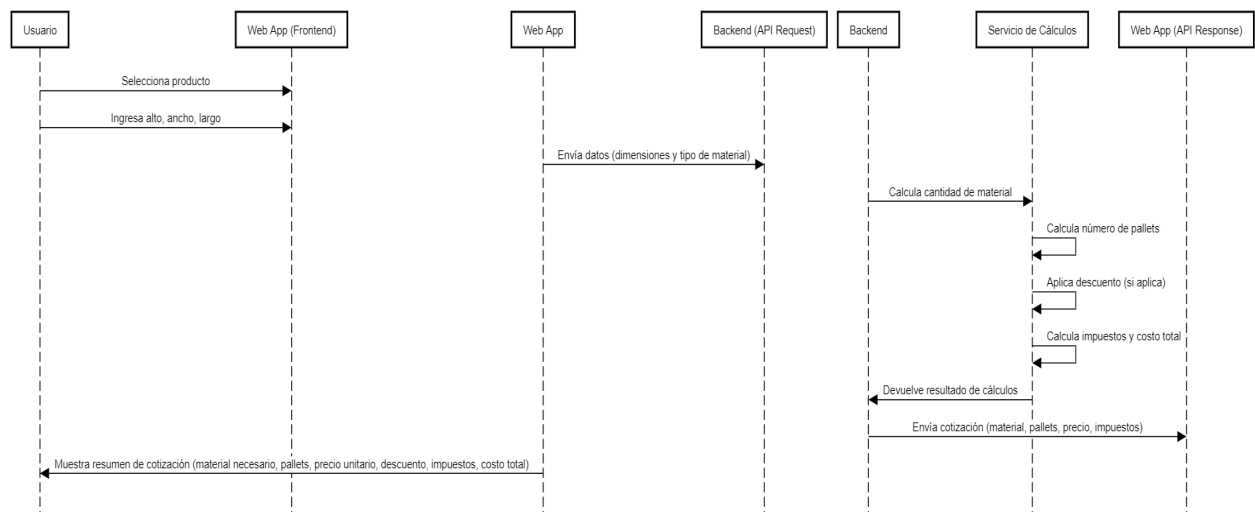 Usuario
Web App (Frontend)
Web App
Backend (API Request)
Backend
Servicio de Cálculos
Web App (API Response)
Selecciona producto
Ingresa alto, ancho, largo
Envía datos (dimensiones y tipo de material)
Calcula cantidad de material
Calcula número de pallets
Aplica descuento (si aplica)
Calcula impuestos y costo total
Devuelve resultado de cálculos
Envía cotización (material, pallets, precio, impuestos)
Muestra resumen de cotización (material necesario, pallets, precio unitario, descuento, impuestos, costo total)